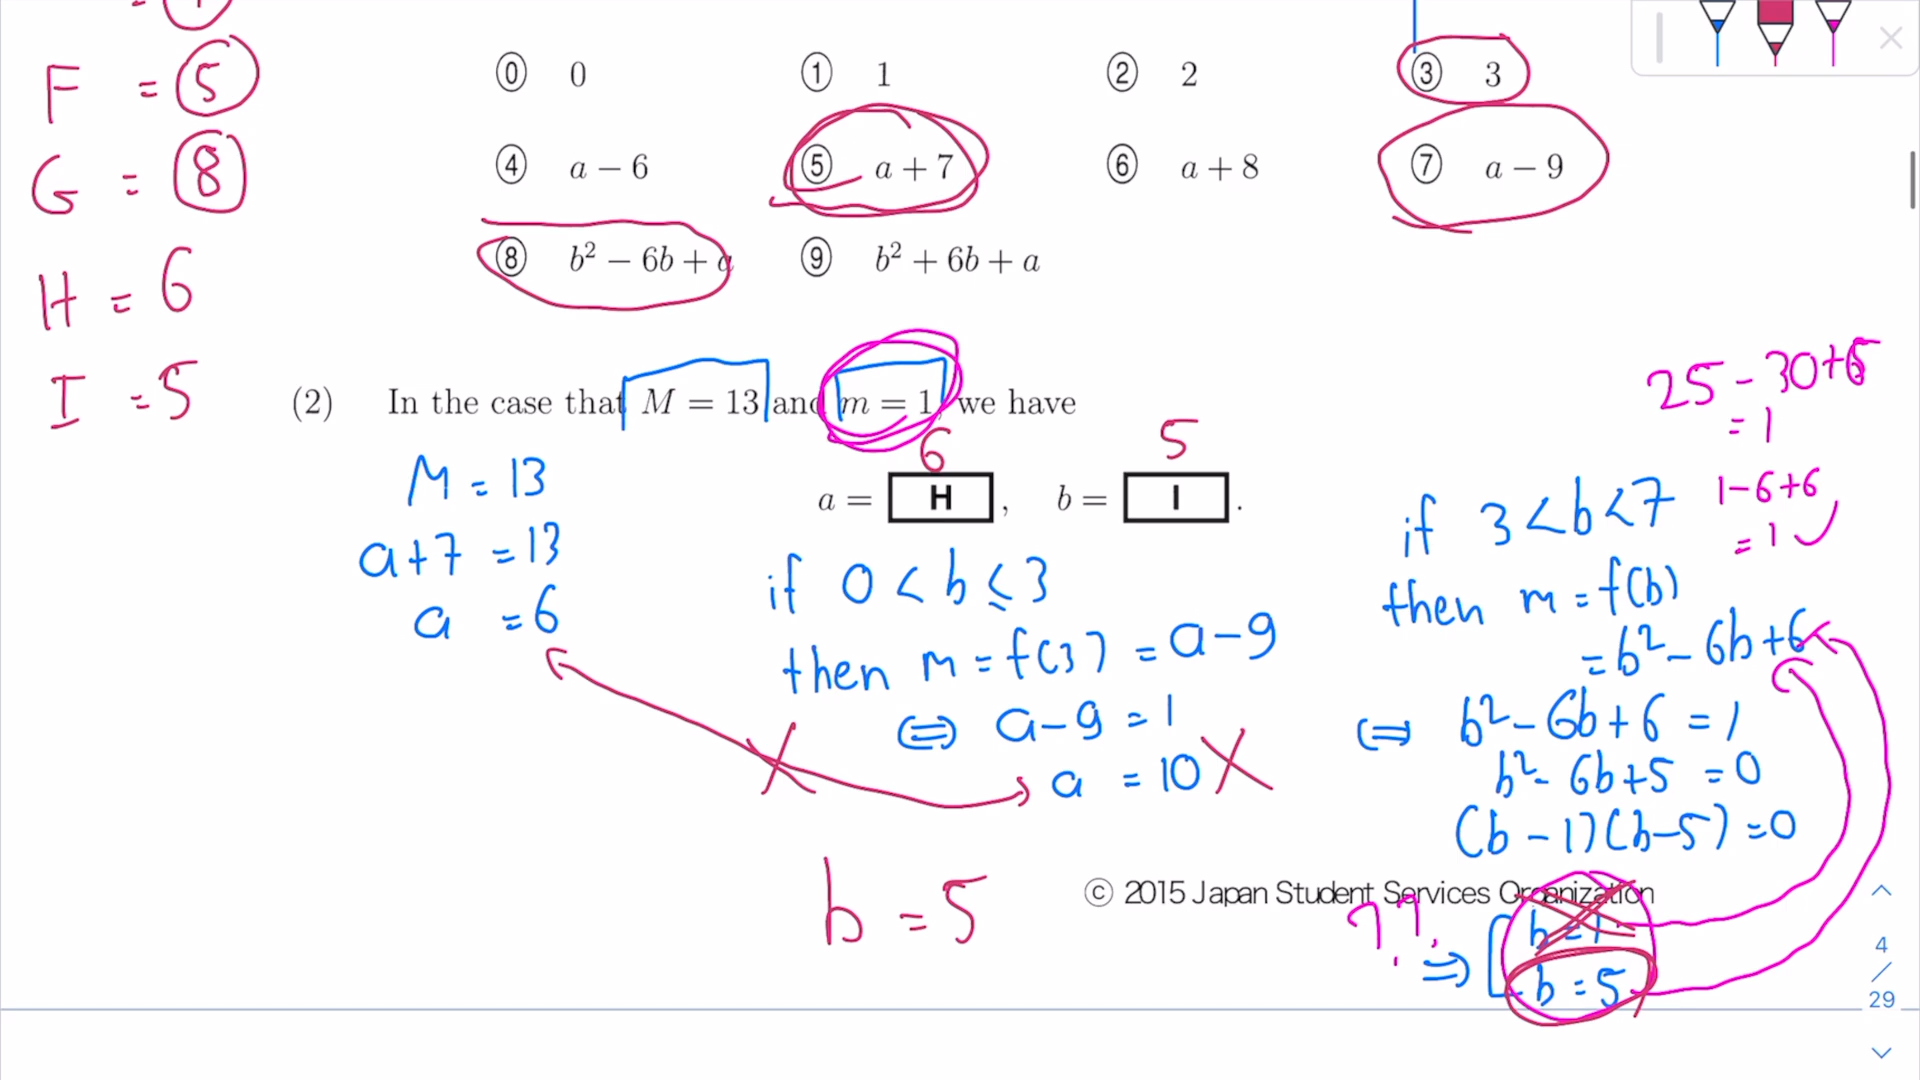 F = 5
G = 8
H = 6
I = 5
⓪ 0 ① 1 ② 2 ③ 3
④ a − 6 ⑤ a + 7 ⑥ a + 8 ⑦ a − 9
⑧ b² − 6b + a ⑨ b² + 6b + a
(2) In the case that M = 13 and m = 1, we have
6 5
a = H , b = I .
M = 13
a+7 = 13
a = 6
if 0 < b ≤ 3
then m = f(3) = a-9
⇔ a-9 = 1
a = 10
b = 5
25-30+6
= 1
1-6+6
= 1
if 3 < b < 7
then m = f(b)
= b² - 6b + 6
⇔ b² - 6b + 6 = 1
b² - 6b + 5 = 0
(b - 1)(b-5) = 0
© 2015 Japan Student Services Organization
??
⇒ [ b = 1
b = 5
4
/
29